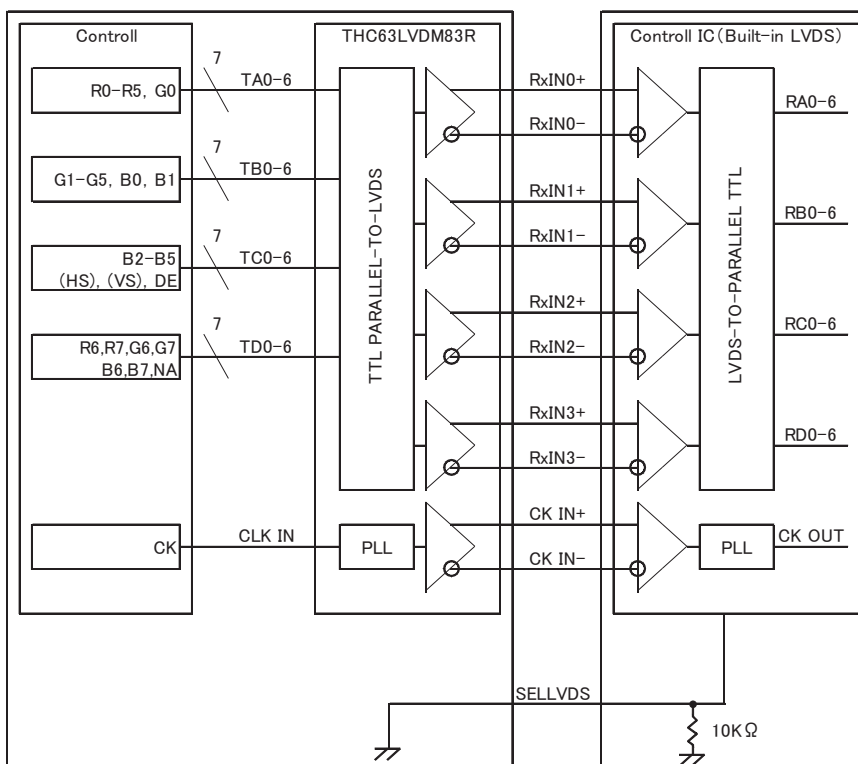 Controll
THC63LVDM83R
Controll IC(Built-in LVDS)
R0-R5, G0
7
TA0-6
RxIN0+
RxIN0-
RA0-6
G1-G5, B0, B1
7
TB0-6
RxIN1+
RxIN1-
RB0-6
B2-B5
(HS), (VS), DE
7
TC0-6
RxIN2+
RxIN2-
RC0-6
R6,R7,G6,G7
B6,B7,NA
7
TD0-6
RxIN3+
RxIN3-
RD0-6
TTL PARALLEL-TO-LVDS
LVDS-TO-PARALLEL TTL
CK
CLK IN
PLL
CK IN+
CK IN-
PLL
CK OUT
SELLVDS
10KΩ